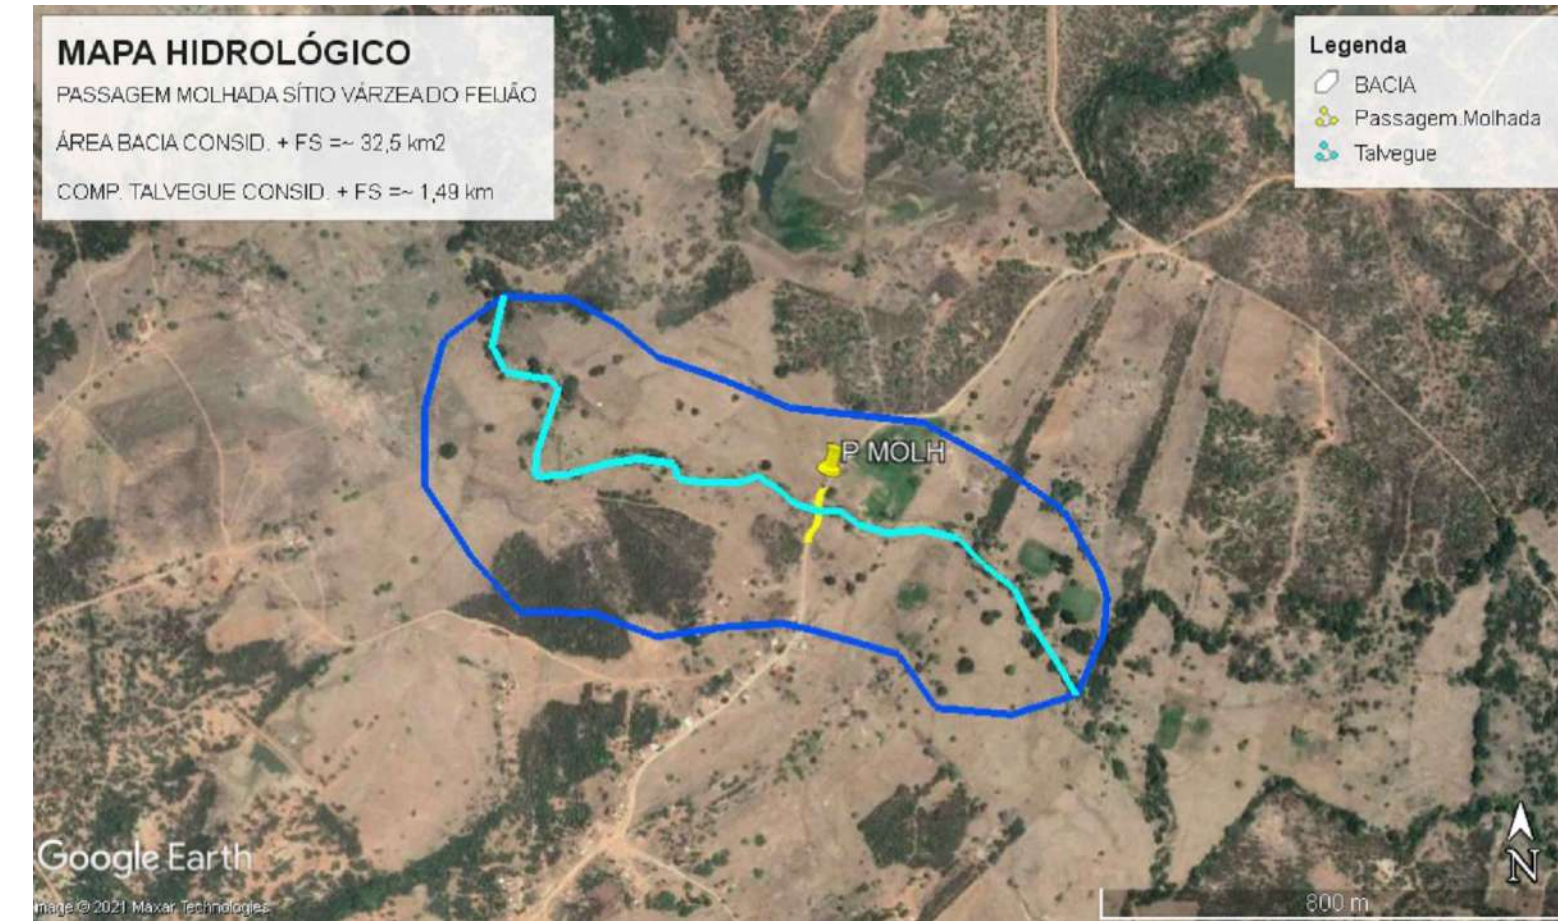 MAPA HIDROLÓGICO
PASSAGEM MOLHADA SÍTIO VÁRZEA DO FEIJÃO
ÁREA BACIA CONSID. + FS =~ 32,5 km2
COMP. TALVEGUE CONSID. + FS =~ 1,49 km
Legenda
BACIA
Passagem Molhada
Talvegue
P MOLH
Google Earth
Image © 2021 Maxar Technologies
800 m
N